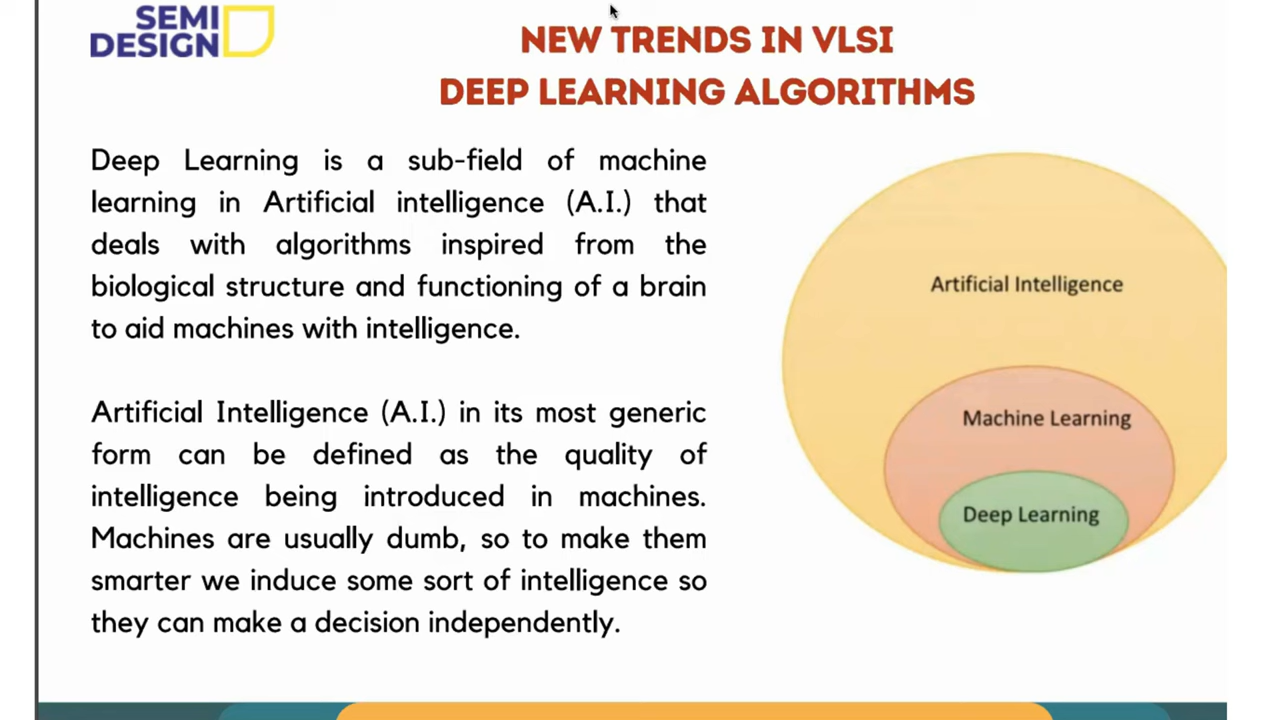 SEMI
DESIGN
NEW TRENDS IN VLSI
DEEP LEARNING ALGORITHMS
Deep Learning is a sub-field of machine
learning in Artificial intelligence (A.I.) that
deals with algorithms inspired from the
biological structure and functioning of a brain
to aid machines with intelligence.
Artificial Intelligence (A.I.) in its most generic
form can be defined as the quality of
intelligence being introduced in machines.
Machines are usually dumb, so to make them
smarter we induce some sort of intelligence so
they can make a decision independently.
Artificial Intelligence
Machine Learning
Deep Learning